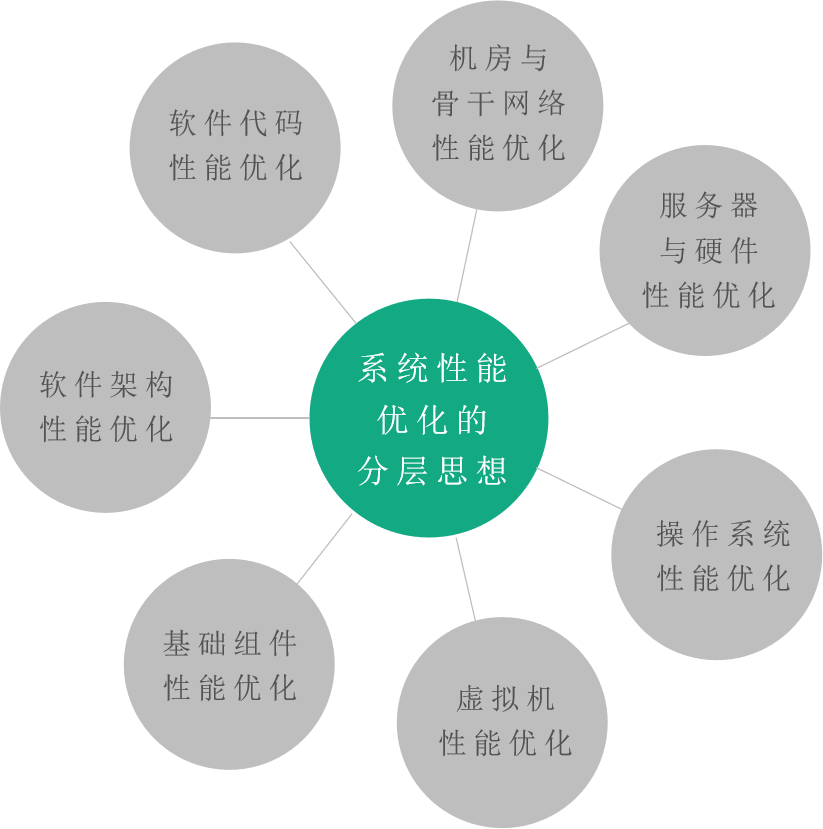 机房与
骨干网络
性能优化
服务器
与硬件
性能优化
操作系统
性能优化
虚拟机
性能优化
基础组件
性能优化
软件架构
性能优化
软件代码
性能优化
系统性能
优化的
分层思想